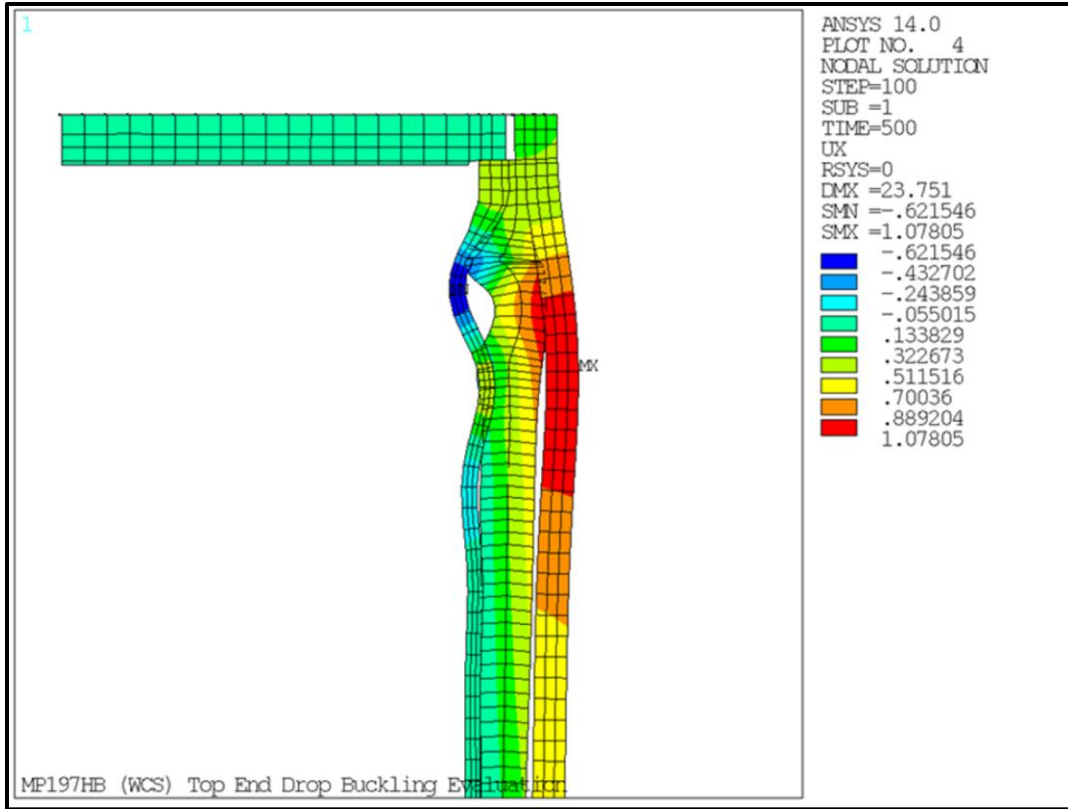 1
ANSYS 14.0
PLOT NO. 4
NODAL SOLUTION
STEP=100
SUB =1
TIME=500
UX
RSYS=0
DMX =23.751
SMN =-.621546
SMX =1.07805
-.621546
-.432702
-.243859
-.055015
.133829
.322673
.511516
.70036
.889204
1.07805
MX
MP197HB (WCS) Top End Drop Buckling Evaluation